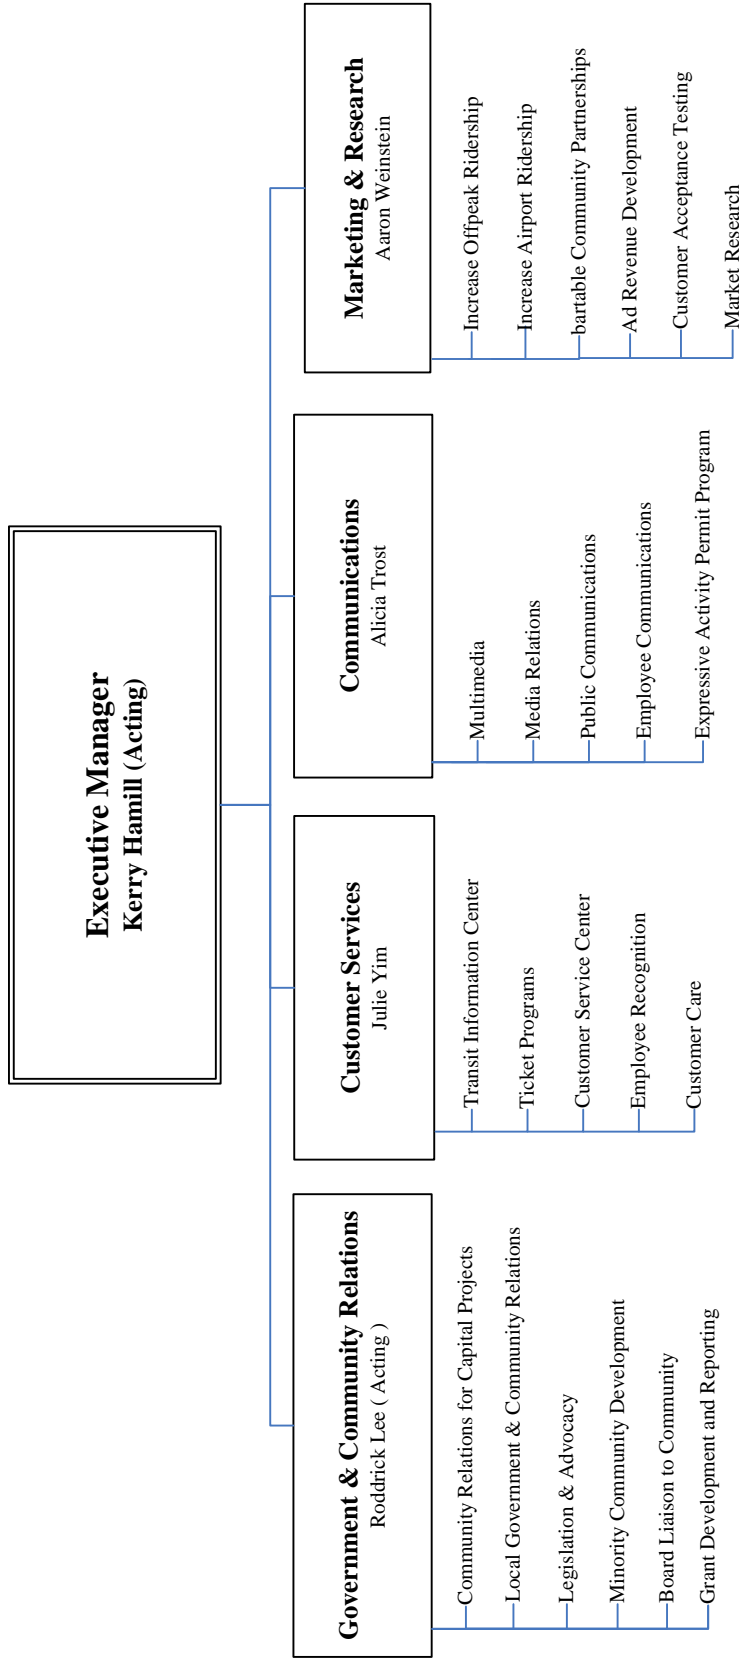 Executive Manager
Kerry Hamill (Acting)
Government & Community Relations
Roddrick Lee ( Acting )
Community Relations for Capital Projects
Local Government & Community Relations
Legislation & Advocacy
Minority Community Development
Board Liaison to Community
Grant Development and Reporting
Customer Services
Julie Yim
Transit Information Center
Ticket Programs
Customer Service Center
Employee Recognition
Customer Care
Communications
Alicia Trost
Multimedia
Media Relations
Public Communications
Employee Communications
Expressive Activity Permit Program
Marketing & Research
Aaron Weinstein
Increase Offpeak Ridership
Increase Airport Ridership
bartable Community Partnerships
Ad Revenue Development
Customer Acceptance Testing
Market Research